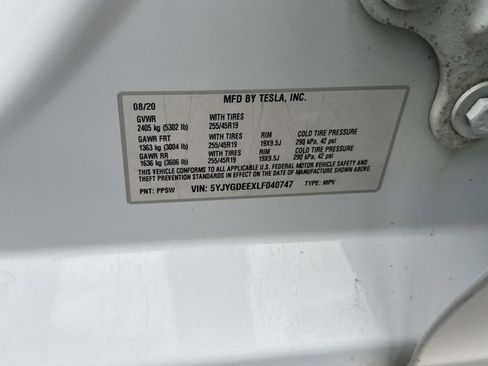 MFD BY TESLA, INC.
08/20
GVWR WITH TIRES
2405 kg (5302 lb) 255/45R19
GAWR FRT WITH TIRES RIM COLD TIRE PRESSURE
1363 kg (3004 lb) 255/45R19 19X9.5J 290 kPa, 42 psi
GAWR RR WITH TIRES RIM COLD TIRE PRESSURE
1636 kg (3606 lb) 255/45R19 19X9.5J 290 kPa, 42 psi
THIS VEHICLE CONFORMS TO ALL APPLICABLE U.S. FEDERAL MOTOR VEHICLE SAFETY AND
THEFT PREVENTION STANDARDS IN EFFECT ON THE DATE OF MANUFACTURE SHOWN ABOVE.
PNT: PPSW VIN: 5YJYGDEEXLF040747 TYPE: MPV